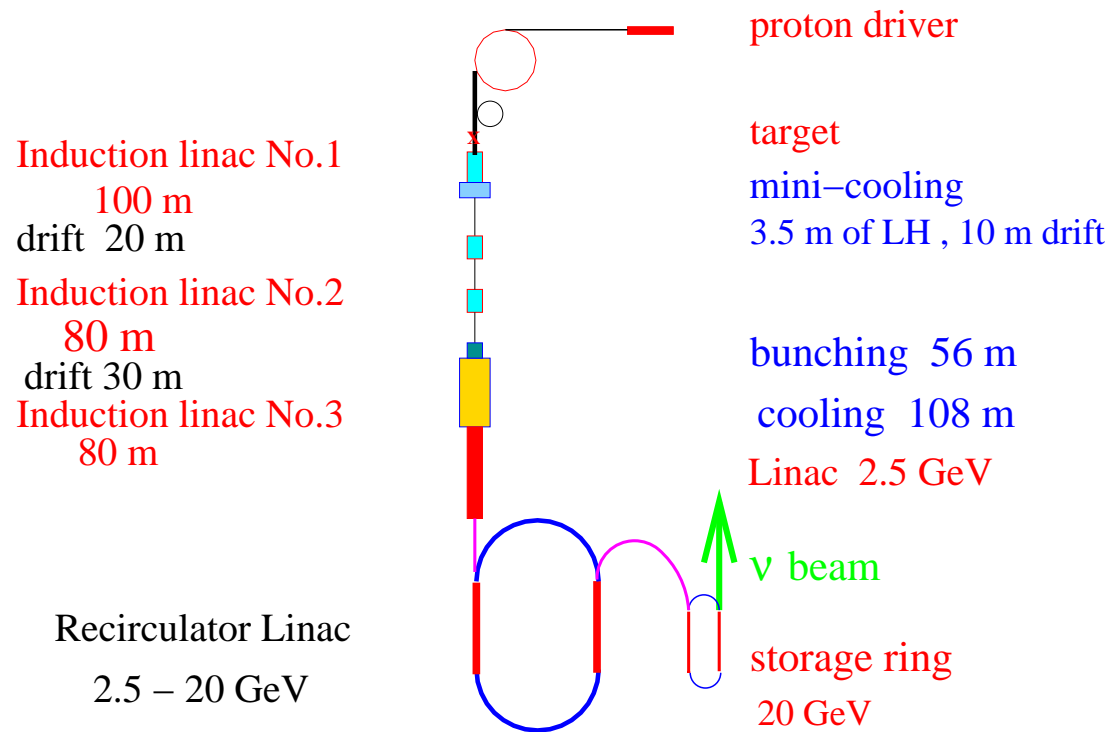 proton driver
Induction linac No.1
100 m
drift 20 m
Induction linac No.2
80 m
drift 30 m
Induction linac No.3
80 m
x
target
mini−cooling
3.5 m of LH , 10 m drift
bunching 56 m
cooling 108 m
Linac 2.5 GeV
ν beam
Recirculator Linac
2.5 − 20 GeV
storage ring
20 GeV